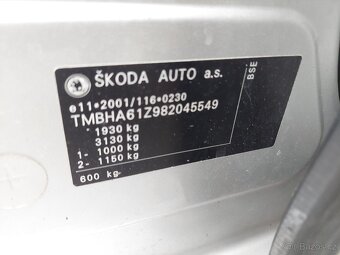 ŠKODA AUTO a.s.
BSE
e11*2001/116*0230
TMBHA61Z982045549
1930 kg
3130 kg
1- 1000 kg
2- 1150 kg
600 kg